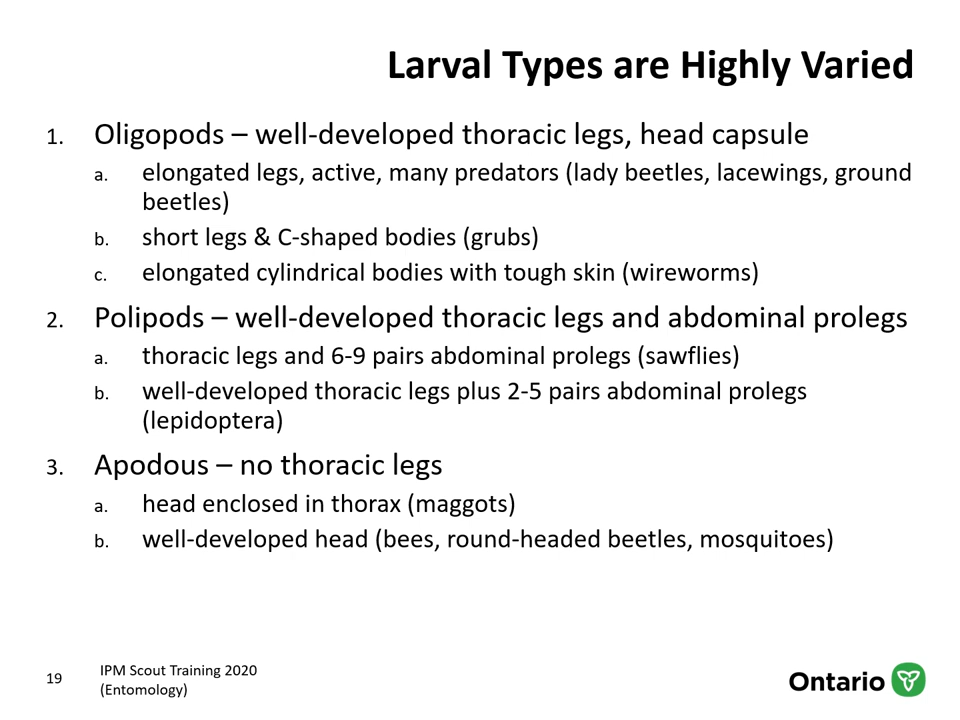 Larval Types are Highly Varied
1. Oligopods – well-developed thoracic legs, head capsule
a. elongated legs, active, many predators (lady beetles, lacewings, ground
beetles)
b. short legs & C-shaped bodies (grubs)
c. elongated cylindrical bodies with tough skin (wireworms)
2. Polipods – well-developed thoracic legs and abdominal prolegs
a. thoracic legs and 6-9 pairs abdominal prolegs (sawflies)
b. well-developed thoracic legs plus 2-5 pairs abdominal prolegs
(lepidoptera)
3. Apodous – no thoracic legs
a. head enclosed in thorax (maggots)
b. well-developed head (bees, round-headed beetles, mosquitoes)
19
IPM Scout Training 2020
(Entomology)
Ontario